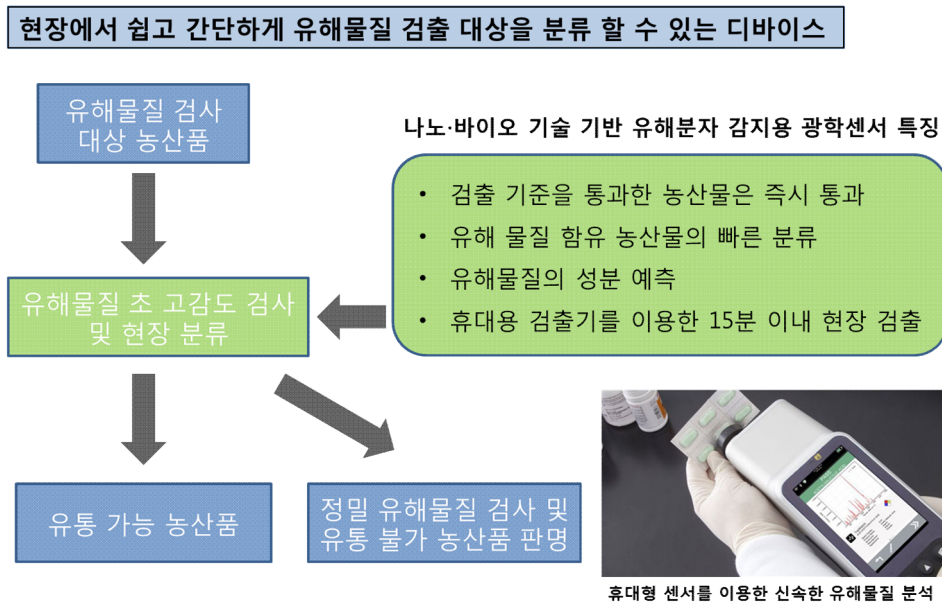 현장에서 쉽고 간단하게 유해물질 검출 대상을 분류 할 수 있는 디바이스
유해물질 검사
대상 농산품
나노·바이오 기술 기반 유해분자 감지용 광학센서 특징
• 검출 기준을 통과한 농산물은 즉시 통과
• 유해 물질 함유 농산물의 빠른 분류
• 유해물질의 성분 예측
• 휴대용 검출기를 이용한 15분 이내 현장 검출
유해물질 초 고감도 검사
및 현장 분류
유통 가능 농산품
정밀 유해물질 검사 및
유통 불가 농산품 판명
휴대형 센서를 이용한 신속한 유해물질 분석